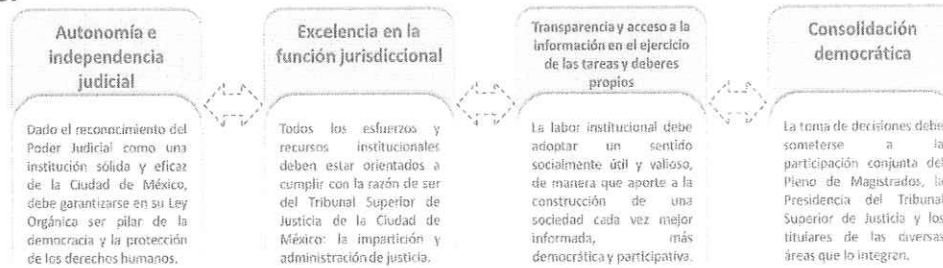 Autonomía e
independencia
judicial
Dado el reconocimiento del
Poder Judicial como una
institución sólida y eficaz
de la Ciudad de México,
debe garantizarse en su Ley
Orgánica ser pilar de la
democracia y la protección
de los derechos humanos.
Excelencia en la
función jurisdiccional
Todos los esfuerzos y
recursos institucionales
deben estar orientados a
cumplir con la razón de ser
del Tribunal Superior de
Justicia de la Ciudad de
México: la impartición y
administración de justicia.
Transparencia y acceso a la
información en el ejercicio
de las tareas y deberes
propios
La labor institucional debe
adoptar un sentido
socialmente útil y valioso,
de manera que aporte a la
construcción de una
sociedad cada vez mejor
informada, más
democrática y participativa.
Consolidación
democrática
La toma de decisiones debe
someterse a la
participación conjunta del
Pleno de Magistrados, la
Presidencia del Tribunal
Superior de Justicia y los
titulares de las diversas
áreas que lo integran.